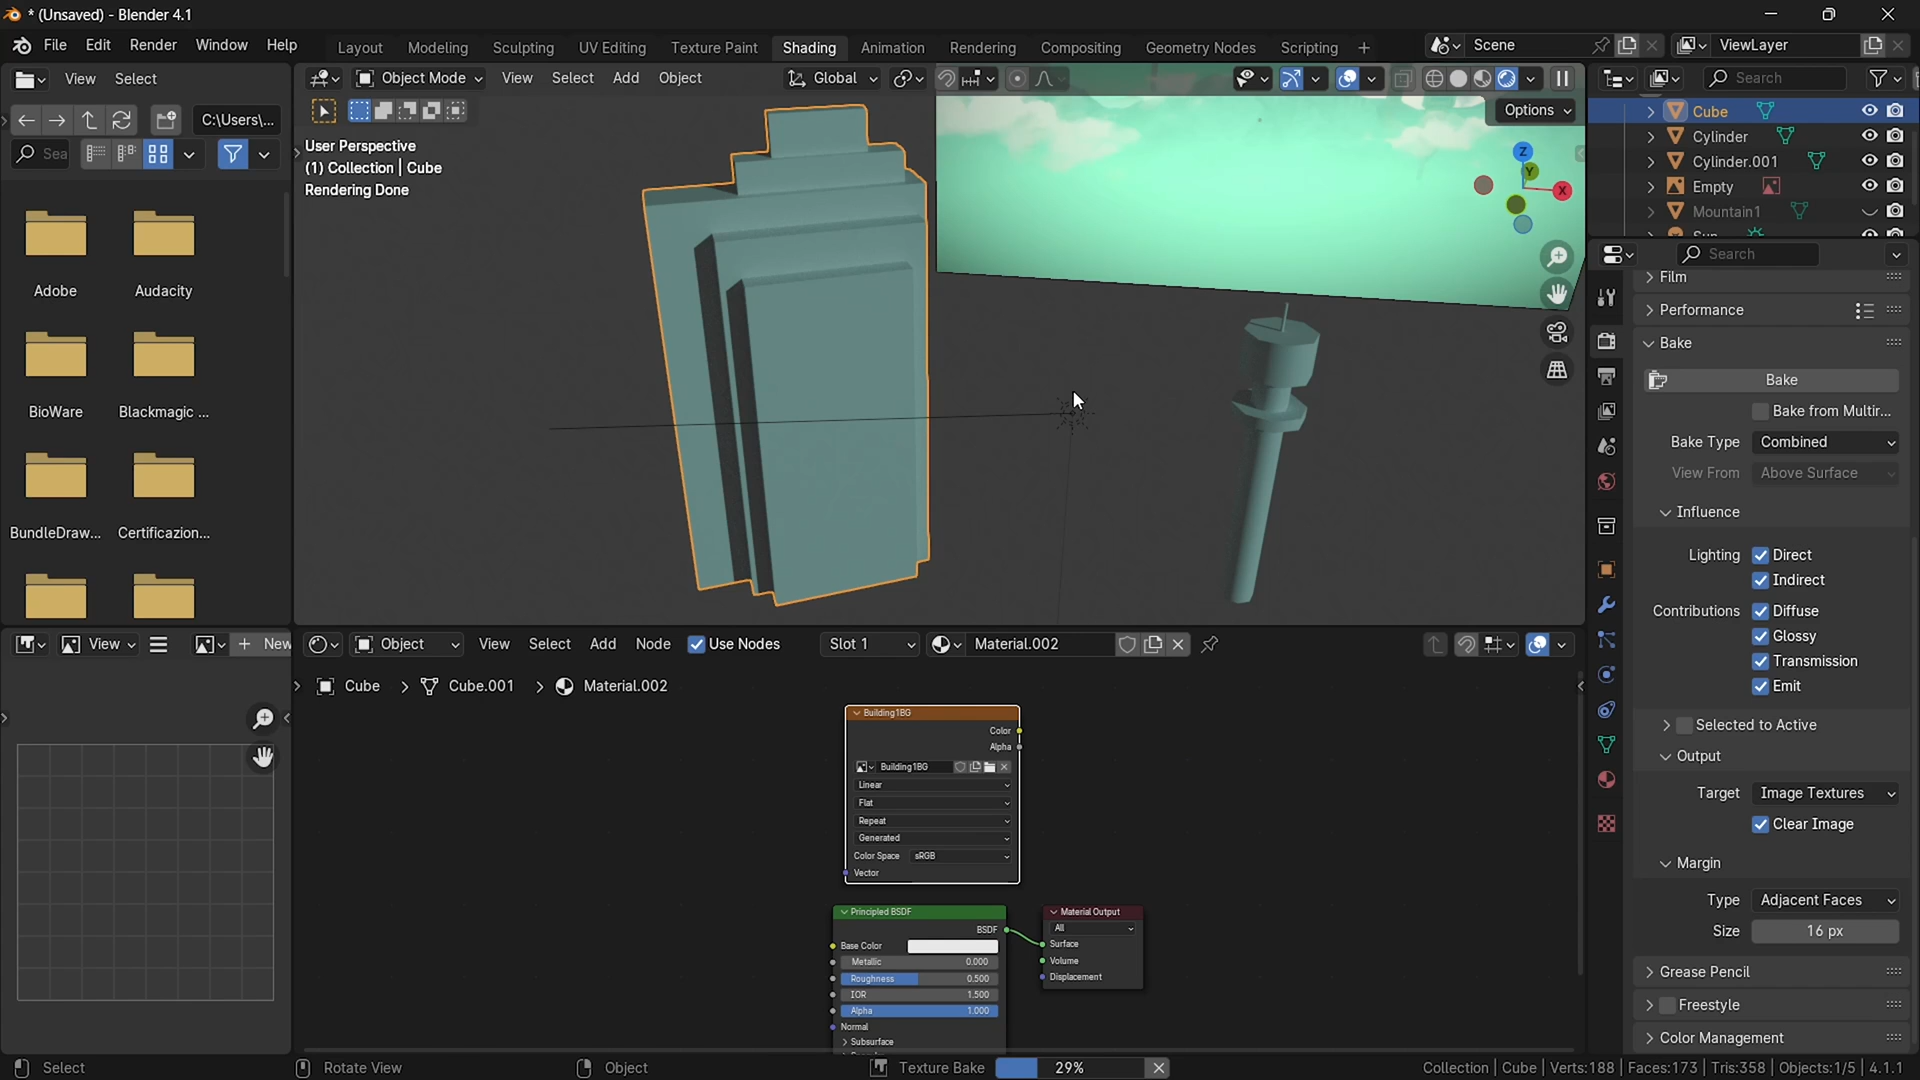 * (Unsaved) - Blender 4.1
File Edit Render Window Help
Layout Modeling Sculpting UV Editing Texture Paint Shading Animation Rendering Compositing Geometry Nodes Scripting +
Scene
ViewLayer
View Select
C:\Users\...
Sea
Adobe
Audacity
BioWare
Blackmagic ...
BundleDraw...
Certificazion...
Object Mode View Select Add Object
Global
Options
User Perspective
(1) Collection | Cube
Rendering Done
Z
Y
X
Search
Cube
Cylinder
Cylinder.001
Empty
Mountain1
Sun
Search
Film
Performance
Bake
Bake
Bake from Multir...
Bake Type Combined
View From Above Surface
Influence
Lighting Direct
Indirect
Contributions Diffuse
Glossy
Transmission
Emit
Selected to Active
Output
Target Image Textures
Clear Image
Margin
Type Adjacent Faces
Size 16 px
Grease Pencil
Freestyle
Color Management
View
New
Object View Select Add Node Use Nodes Slot 1 Material.002
Cube > Cube.001 > Material.002
Building1BG
Color
Alpha
Building1BG
Linear
Flat
Repeat
Generated
Color Space sRGB
Vector
Principled BSDF
BSDF
Base Color
Metallic 0.000
Roughness 0.500
IOR 1.500
Alpha 1.000
Normal
Subsurface
Material Output
All
Surface
Volume
Displacement
Select
Rotate View
Object
Texture Bake 29%
Collection | Cube | Verts:188 | Faces:173 | Tris:358 | Objects:1/5 | 4.1.1